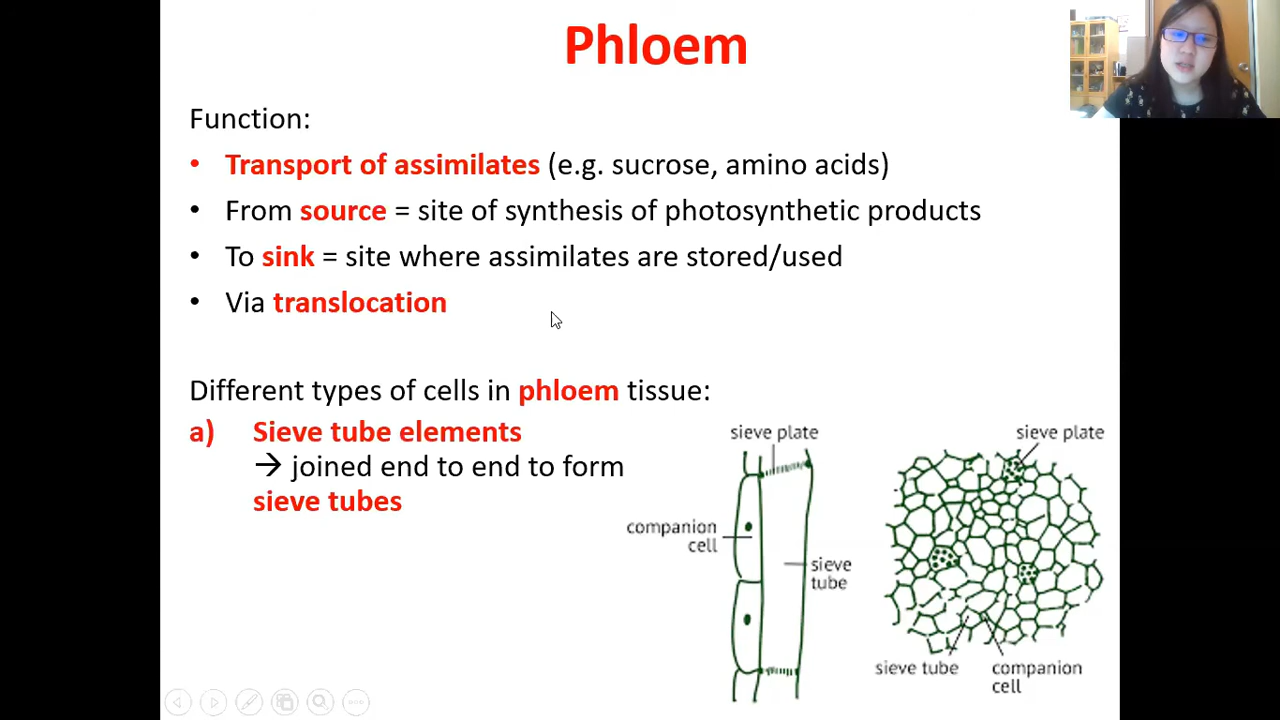 Phloem
Function:
• Transport of assimilates (e.g. sucrose, amino acids)
• From source = site of synthesis of photosynthetic products
• To sink = site where assimilates are stored/used
• Via translocation
Different types of cells in phloem tissue:
a) Sieve tube elements
→ joined end to end to form
sieve tubes
sieve plate
companion
cell
sieve
tube
sieve plate
sieve tube
companion
cell